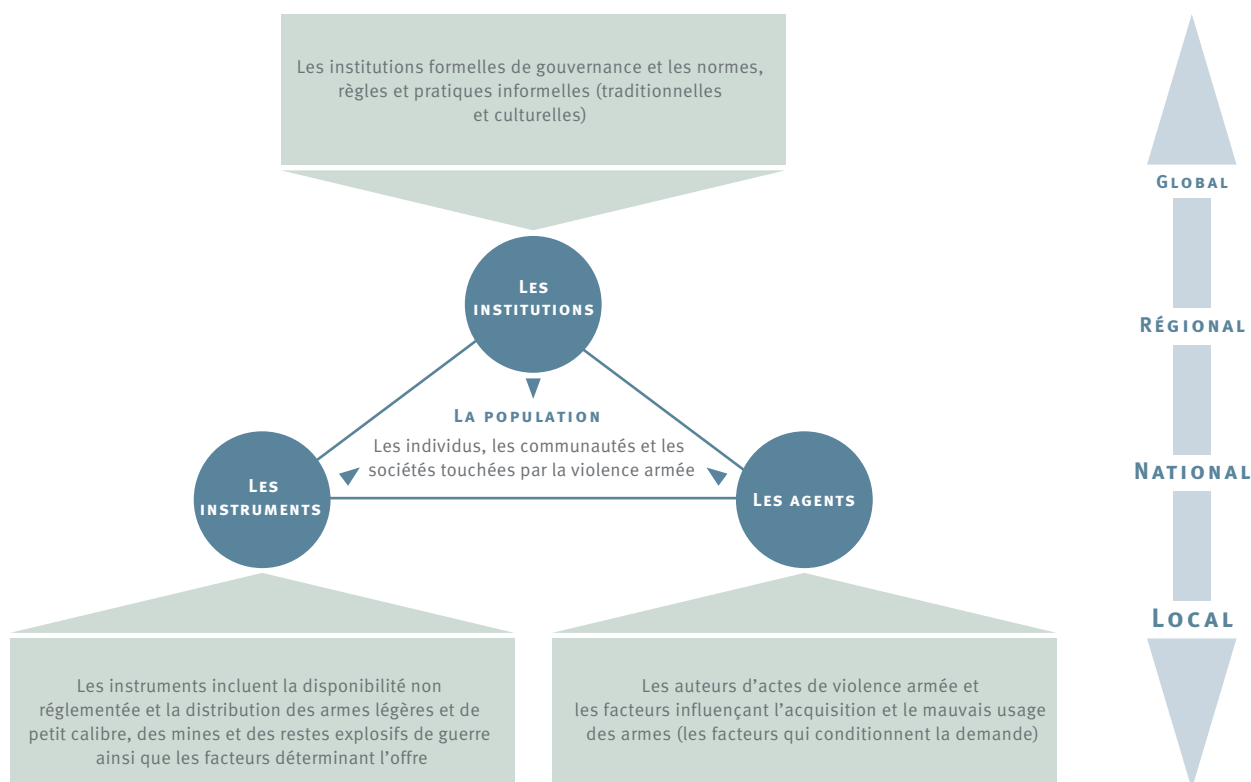 Les institutions formelles de gouvernance et les normes,
règles et pratiques informelles (traditionnelles
et culturelles)
Les
institutions
La population
Les individus, les communautés et les
sociétés touchées par la violence armée
Les
instruments
Les agents
Les instruments incluent la disponibilité non
réglementée et la distribution des armes légères et de
petit calibre, des mines et des restes explosifs de guerre
ainsi que les facteurs déterminant l'offre
Les auteurs d'actes de violence armée et
les facteurs influençant l'acquisition et le mauvais usage
des armes (les facteurs qui conditionnent la demande)
Global
Régional
National
Local